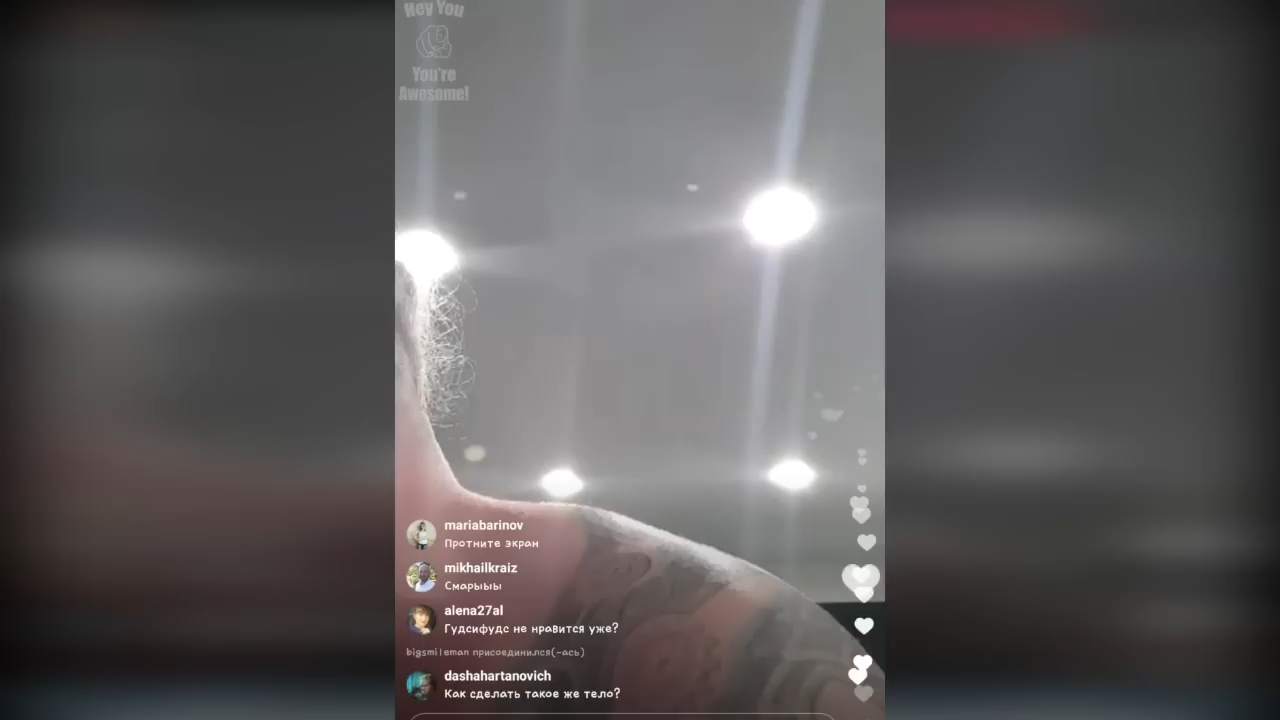 Hey You
You're
Awesome!
mariabarinov
Протните экран
mikhailkraiz
Смарыыы
alena27al
Гудсифудс не нравится уже?
bigsmileman присоединился(-ась)
dashahartanovich
Как сделать такое же тело?